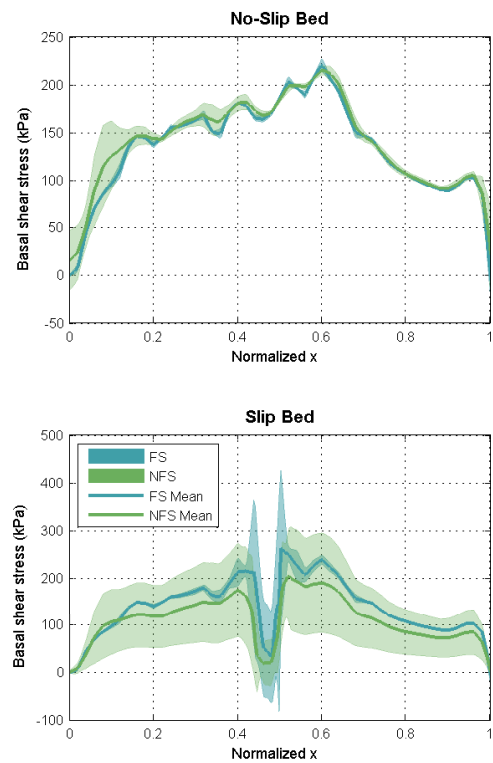 No-Slip Bed
250
200
150
100
50
0
-50
Basal shear stress (kPa)
0 0.2 0.4 0.6 0.8 1
Normalized x
Slip Bed
500
400
300
200
100
0
-100
Basal shear stress (kPa)
FS
NFS
FS Mean
NFS Mean
0 0.2 0.4 0.6 0.8 1
Normalized x